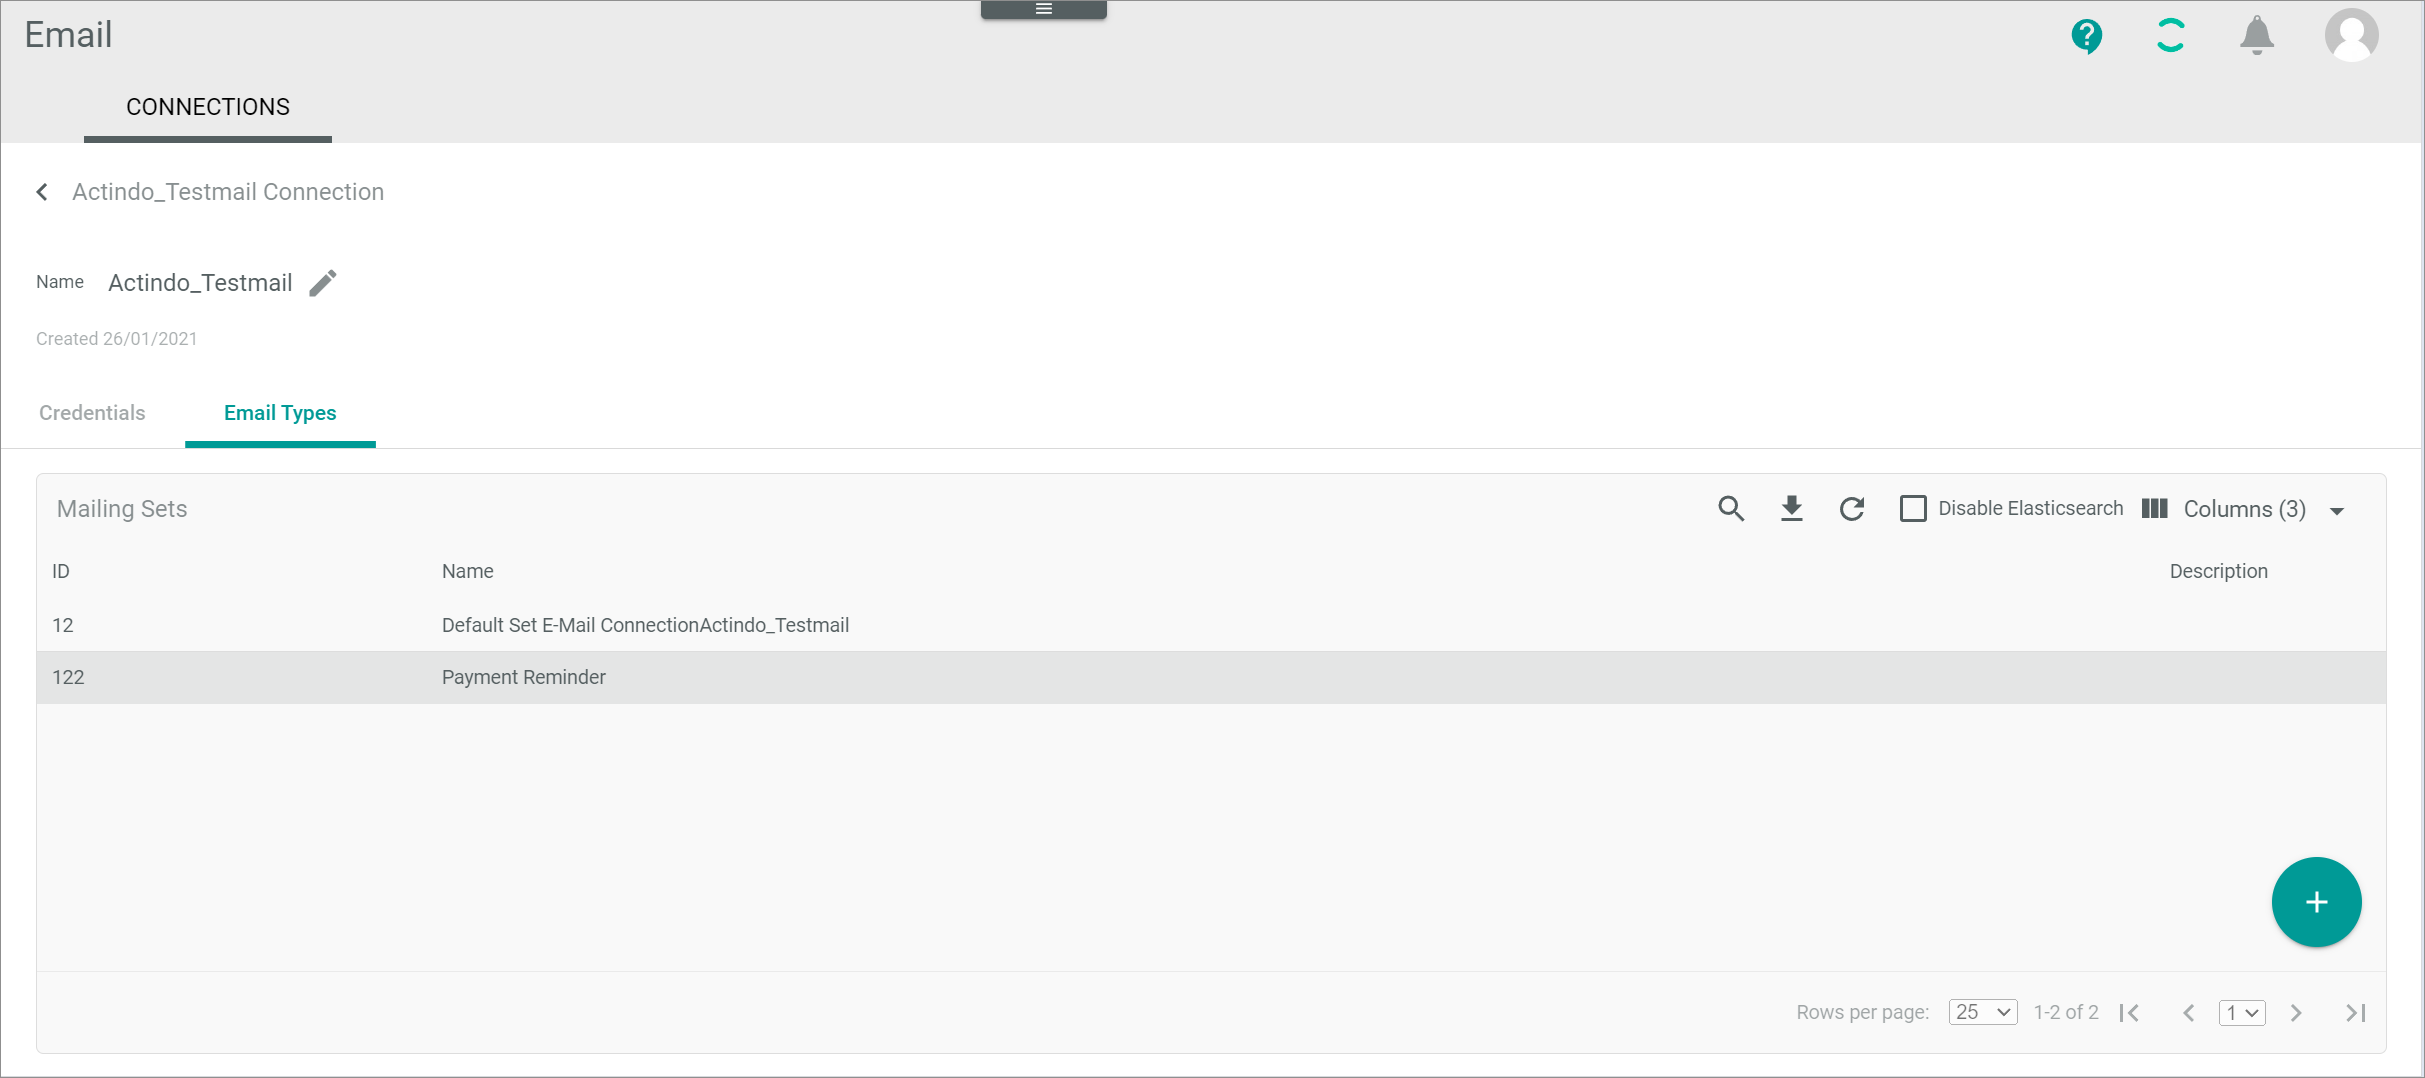 Email
CONNECTIONS
Actindo_Testmail Connection
Name Actindo_Testmail
Created 26/01/2021
Credentials Email Types
Mailing Sets Disable Elasticsearch Columns (3)
ID Name Description
12 Default Set E-Mail ConnectionActindo_Testmail
122 Payment Reminder
Rows per page: 25 1-2 of 2 1